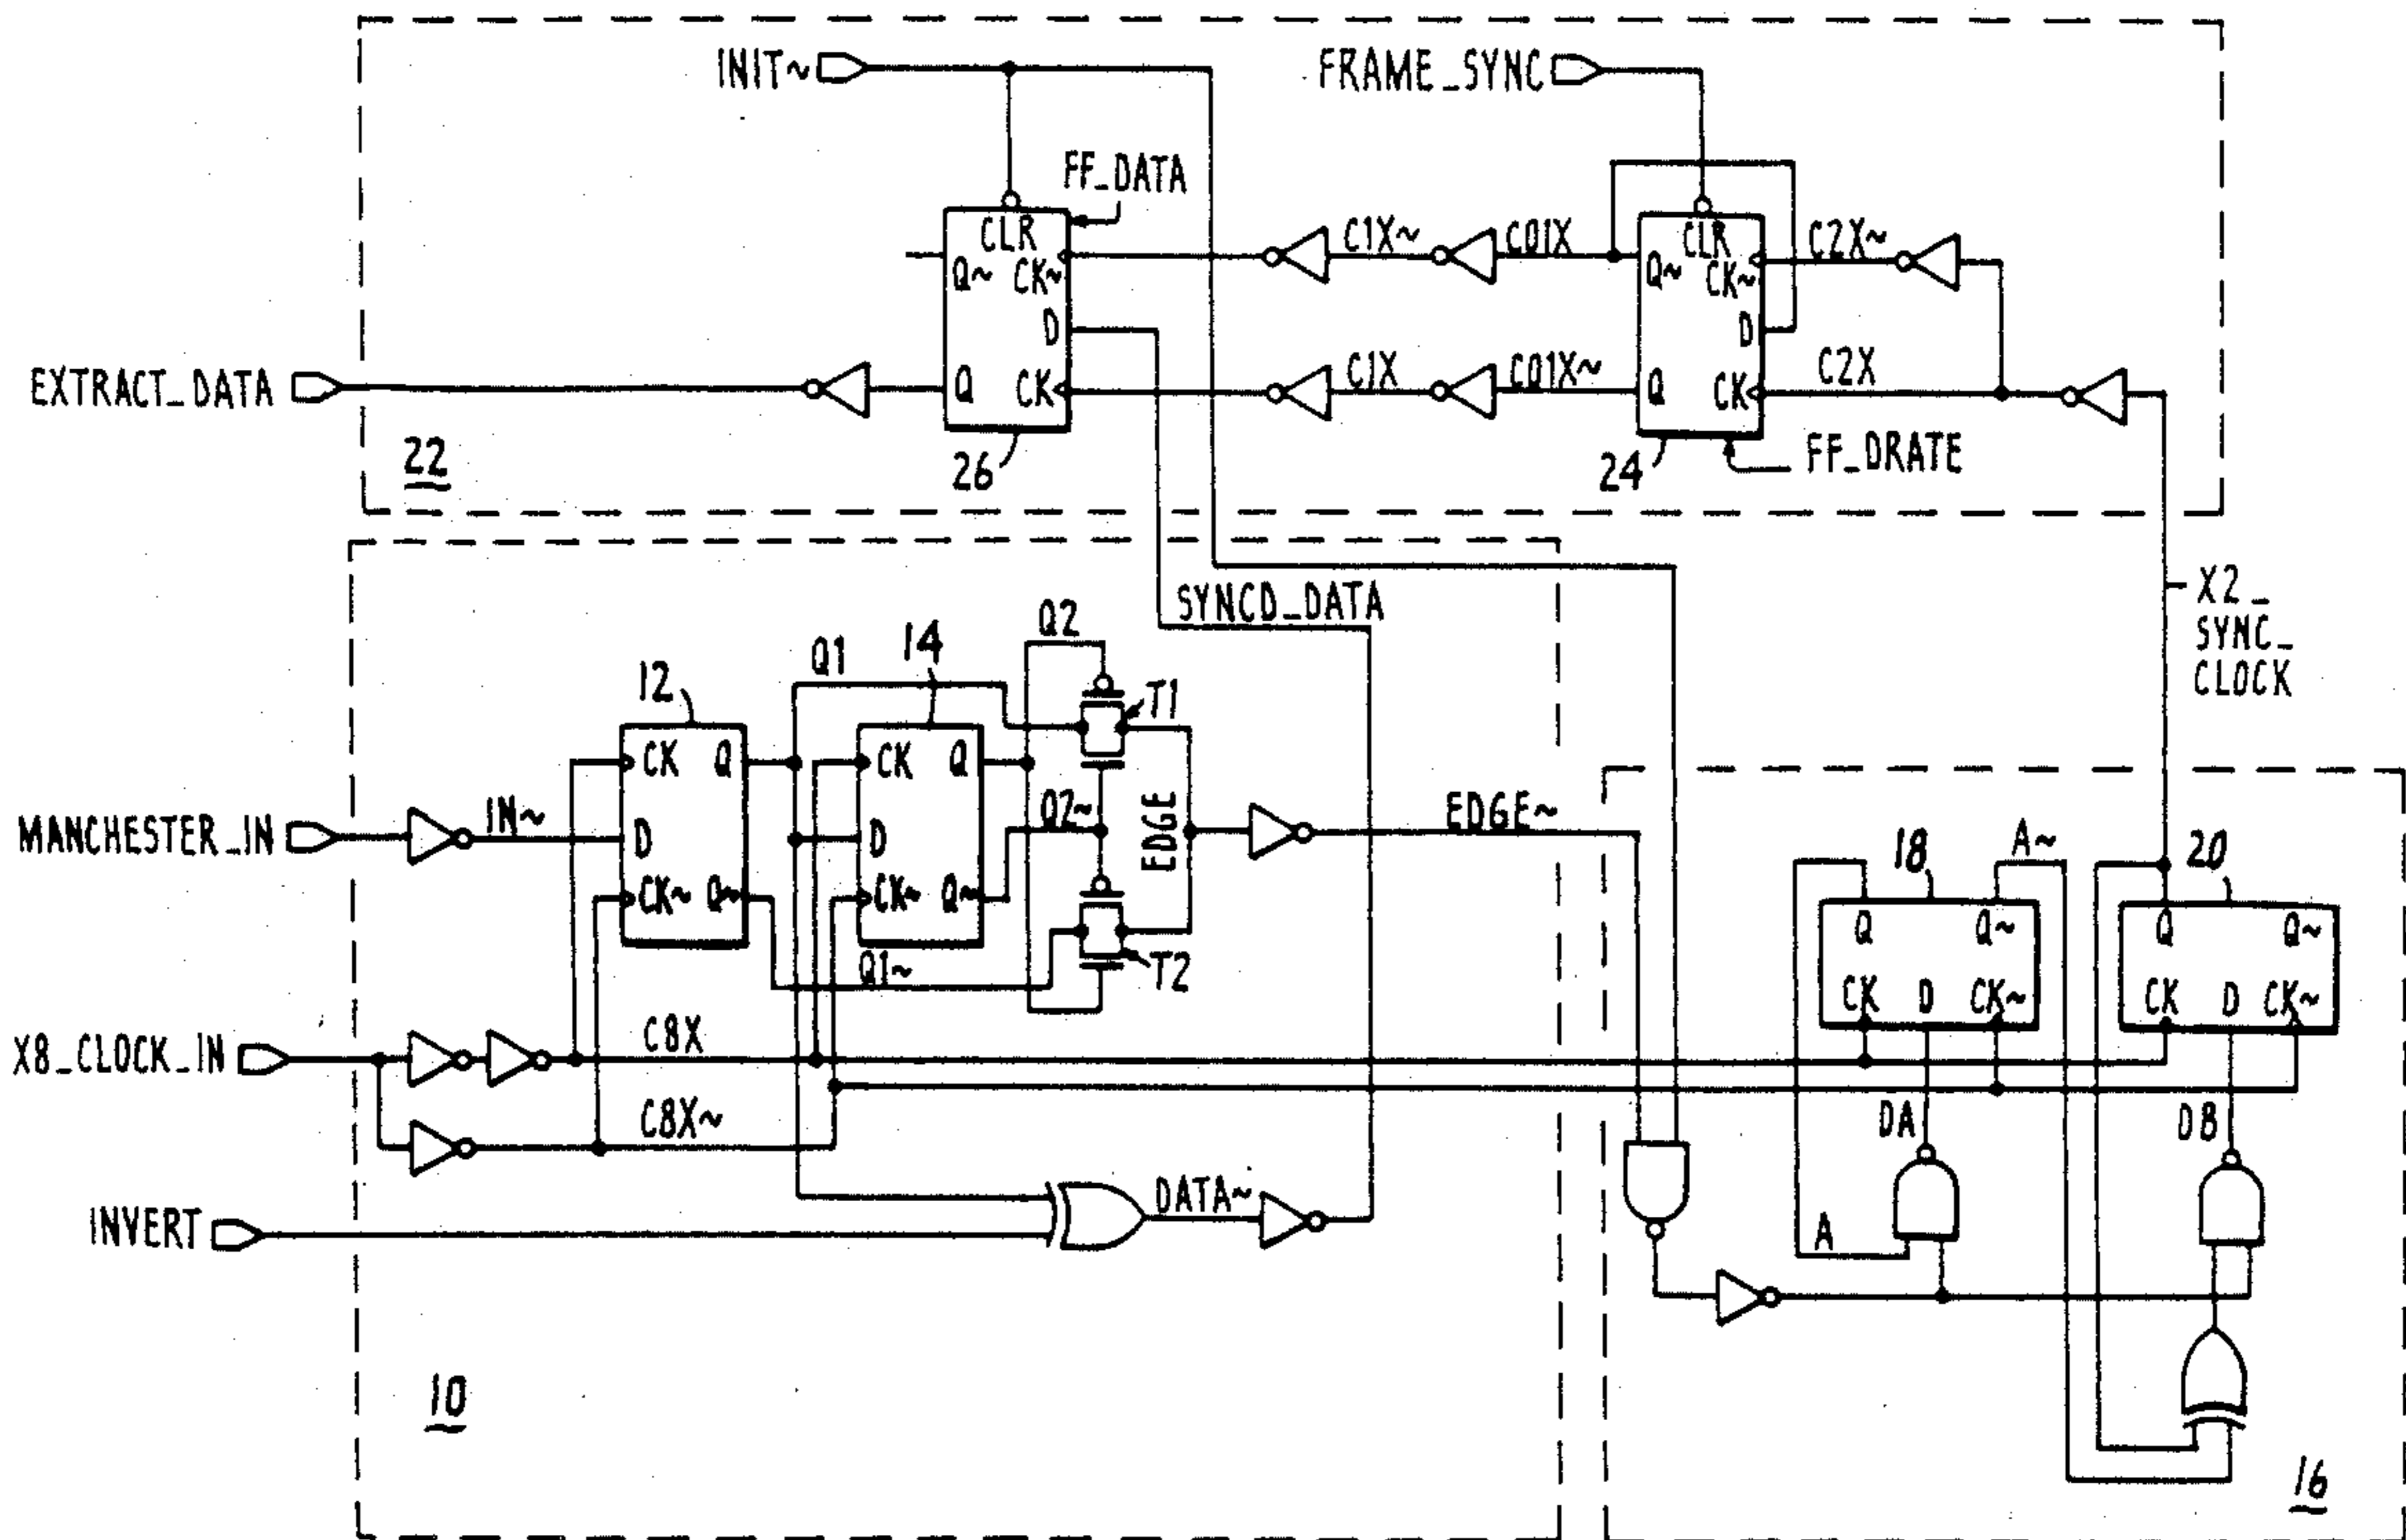 INIT~
FRAME_SYNC
FF_DATA
CLR
Q~
CK~
D
Q
CK
C1X~
C01X
C1X
C01X~
CLR
Q~
CK~
D
Q
CK
C2X~
C2X
EXTRACT_DATA
22
26
24
FF_DRATE
SYNCD_DATA
X2_
SYNC_
CLOCK
Q2
Q1
14
12
T1
CK
Q
D
CK~
Q~
CK
Q
D
CK~
Q~
MANCHESTER_IN
IN~
Q2~
EDGE
EDGE~
Q1~
T2
18
A~
20
Q
Q~
CK
D
CK~
Q
Q~
CK
D
CK~
X8_CLOCK_IN
C8X
C8X~
DA
DB
INVERT
DATA~
A
10
16